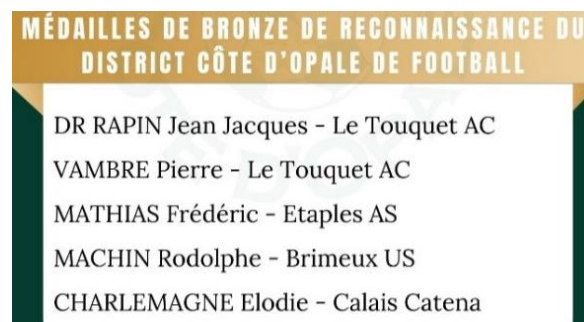 MÉDAILLES DE BRONZE DE RECONNAISSANCE DU
DISTRICT CÔTE D'OPALE DE FOOTBALL
DR RAPIN Jean Jacques - Le Touquet AC
VAMBRE Pierre - Le Touquet AC
MATHIAS Frédéric - Etaples AS
MACHIN Rodolphe - Brimeux US
CHARLEMAGNE Elodie - Calais Catena